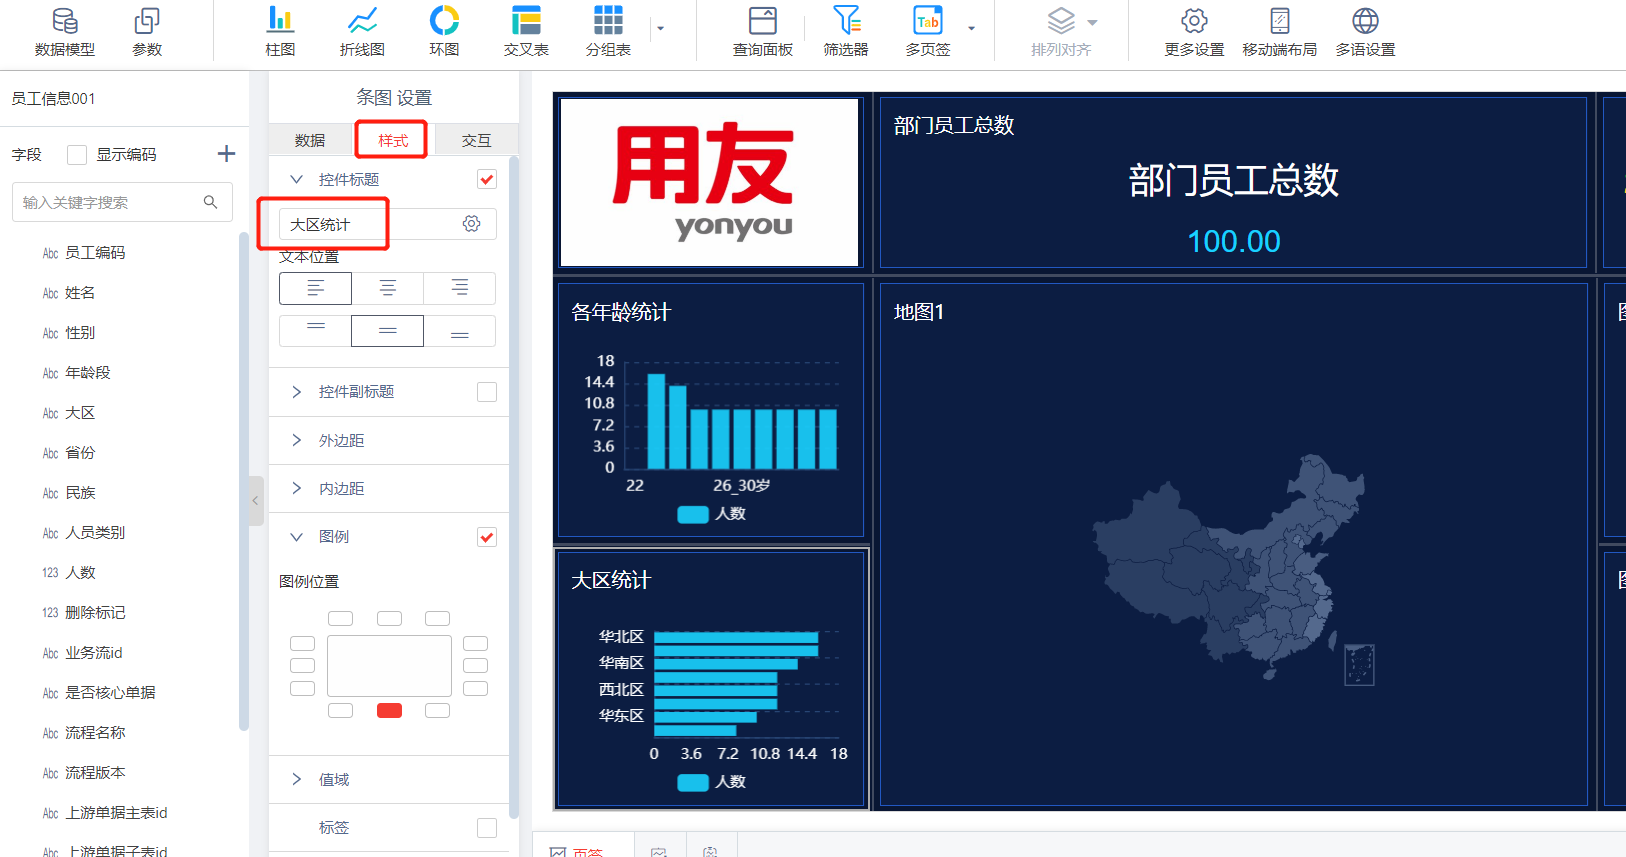 数据模型
参数
柱图
折线图
环图
交叉表
分组表
查询面板
筛选器
Tab
多页签
排列对齐
更多设置
移动端布局
多语设置
员工信息001
字段
显示编码
输入关键字搜索
Abc 员工编码
Abc 姓名
Abc 性别
Abc 年龄段
Abc 大区
Abc 省份
Abc 民族
Abc 人员类别
123 人数
123 删除标记
Abc 业务流id
Abc 是否核心单据
Abc 流程名称
Abc 流程版本
Abc 上游单据主表id
Abc 上游单据子表id
条图 设置
数据
样式
交互
控件标题
大区统计
文本位置
控件副标题
外边距
内边距
图例
图例位置
值域
标签
用友
yonyou
部门员工总数
部门员工总数
100.00
各年龄统计
18
14.4
10.8
7.2
3.6
0
22
26_30岁
人数
地图1
大区统计
华北区
华南区
西北区
华东区
0 3.6 7.2 10.8 14.4 18
人数
页签